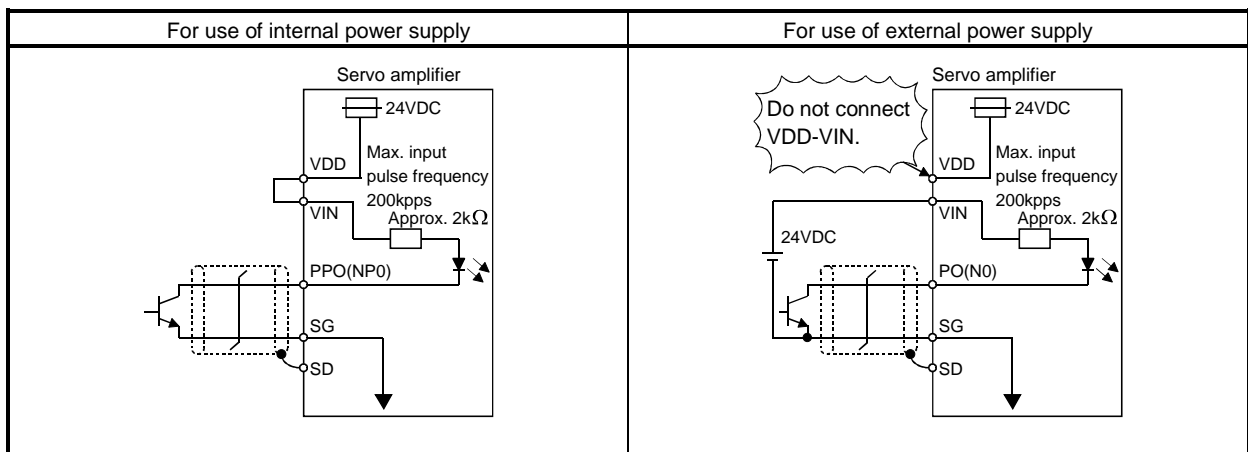 For use of internal power supply
For use of external power supply
Servo amplifier
24VDC
VDD
Max. input
pulse frequency
200kpps
VIN
Approx. 2kΩ
PPO(NP0)
SG
SD
Servo amplifier
Do not connect
VDD-VIN.
24VDC
VDD
Max. input
pulse frequency
200kpps
VIN
Approx. 2kΩ
24VDC
PO(N0)
SG
SD